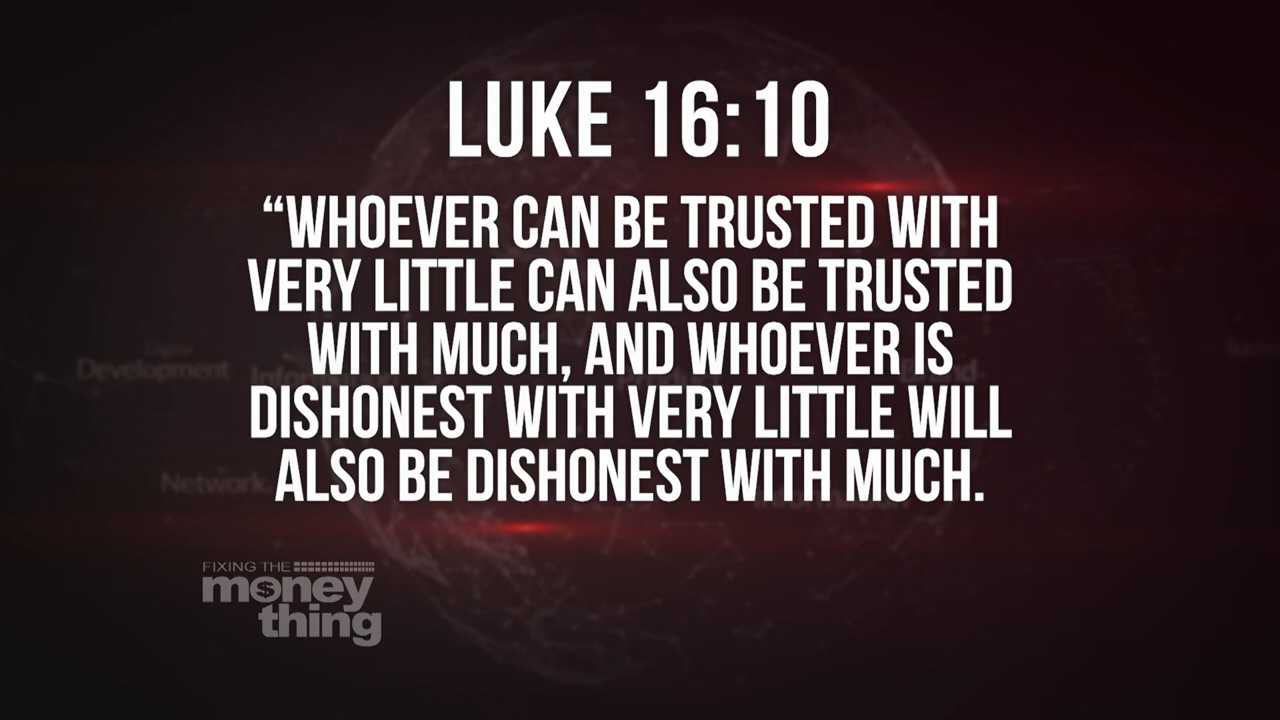 LUKE 16:10
“WHOEVER CAN BE TRUSTED WITH
VERY LITTLE CAN ALSO BE TRUSTED
WITH MUCH, AND WHOEVER IS
DISHONEST WITH VERY LITTLE WILL
ALSO BE DISHONEST WITH MUCH.
Development
Network
FIXING THE
money
thing